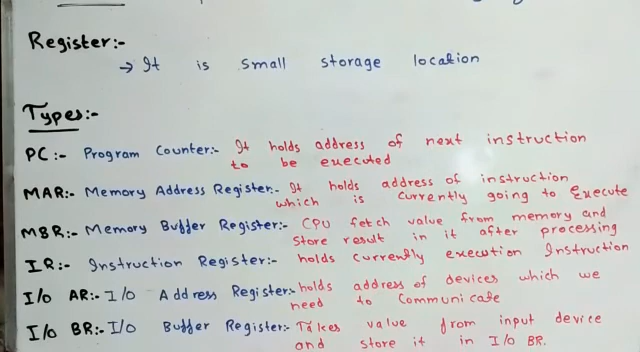 Register:-
→ It is small storage location
Types:-
PC:- Program Counter:- It holds address of next instruction
to be executed
MAR:- Memory Address Register:- It holds address of instruction
which is currently going to execute
MBR:- Memory Buffer Register:- CPU fetch value from memory and
store result in it after processing
IR:- Instruction Register:- holds currently execution Instruction
I/O AR:- I/O Address Register:- holds address of devices which we
need to communicate
I/O BR:- I/O Buffer Register:- Takes value from input device
and store it in I/O BR.